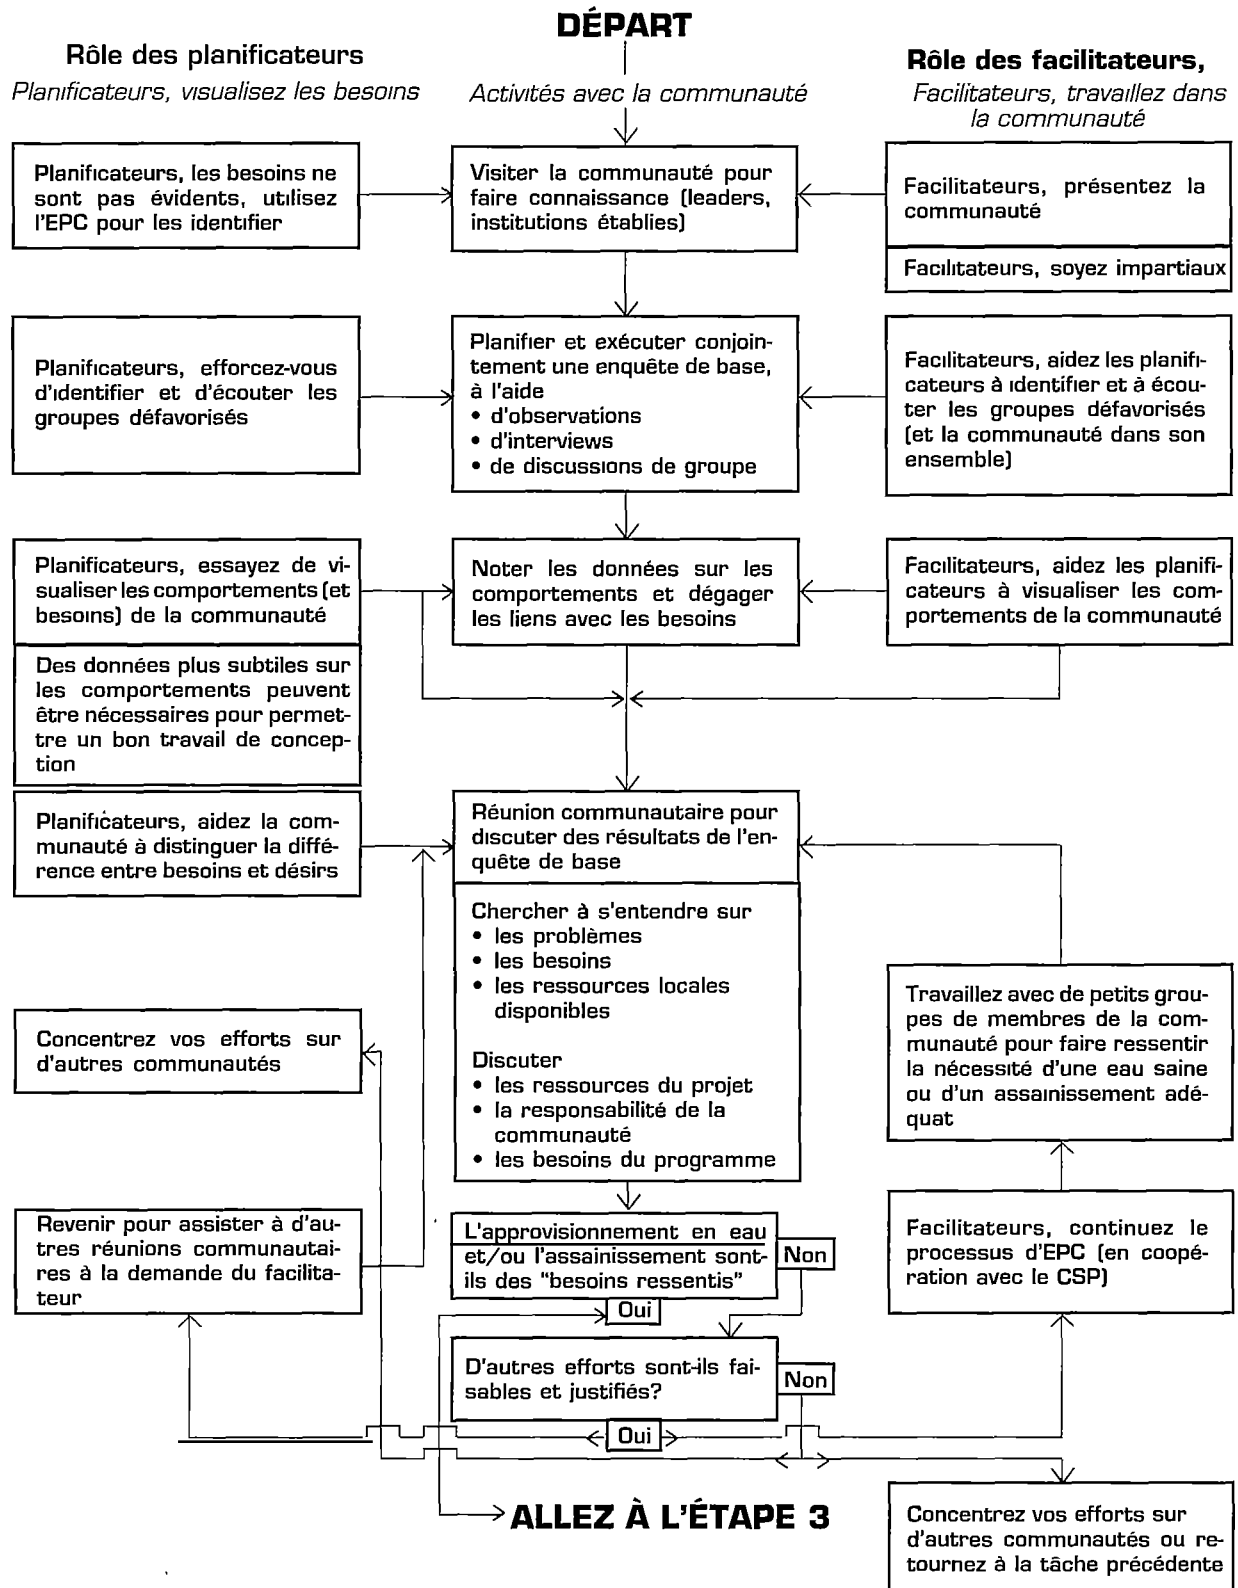 DÉPART
Rôle des planificateurs
Planificateurs, visualisez les besoins
Activités avec la communauté
Rôle des facilitateurs,
Facilitateurs, travaillez dans
la communauté
Planificateurs, les besoins ne
sont pas évidents, utilisez
l'EPC pour les identifier
Visiter la communauté pour
faire connaissance (leaders,
institutions établies)
Facilitateurs, présentez la
communauté
Facilitateurs, soyez impartiaux
Planificateurs, efforcez-vous
d'identifier et d'écouter les
groupes défavorisés
Planifier et exécuter conjoin-
tement une enquête de base,
à l'aide
• d'observations
• d'interviews
• de discussions de groupe
Facilitateurs, aidez les planifi-
cateurs à identifier et à écou-
ter les groupes défavorisés
(et la communauté dans son
ensemble)
Planificateurs, essayez de vi-
sualiser les comportements (et
besoins) de la communauté
Des données plus subtiles sur
les comportements peuvent
être nécessaires pour permet-
tre un bon travail de concep-
tion
Noter les données sur les
comportements et dégager
les liens avec les besoins
Facilitateurs, aidez les planifi-
cateurs à visualiser les com-
portements de la communauté
Planificateurs, aidez la com-
munauté à distinguer la diffé-
rence entre besoins et désirs
Réunion communautaire pour
discuter des résultats de l'en-
quête de base
Chercher à s'entendre sur
• les problèmes
• les besoins
• les ressources locales
disponibles
Discuter
• les ressources du projet
• la responsabilité de la
communauté
• les besoins du programme
Concentrez vos efforts sur
d'autres communautés
Travaillez avec de petits grou-
pes de membres de la com-
munauté pour faire ressentir
la nécessité d'une eau saine
ou d'un assainissement adé-
quat
Revenir pour assister à d'au-
tres réunions communautai-
res à la demande du facilita-
teur
L'approvisionnement en eau
et/ou l'assainissement sont-
ils des "besoins ressentis"
Non
Oui
Facilitateurs, continuez le
processus d'EPC (en coopé-
ration avec le CSP)
D'autres efforts sont-ils fai-
sables et justifiés?
Non
Oui
ALLEZ À L'ÉTAPE 3
Concentrez vos efforts sur
d'autres communautés ou re-
tournez à la tâche précédente